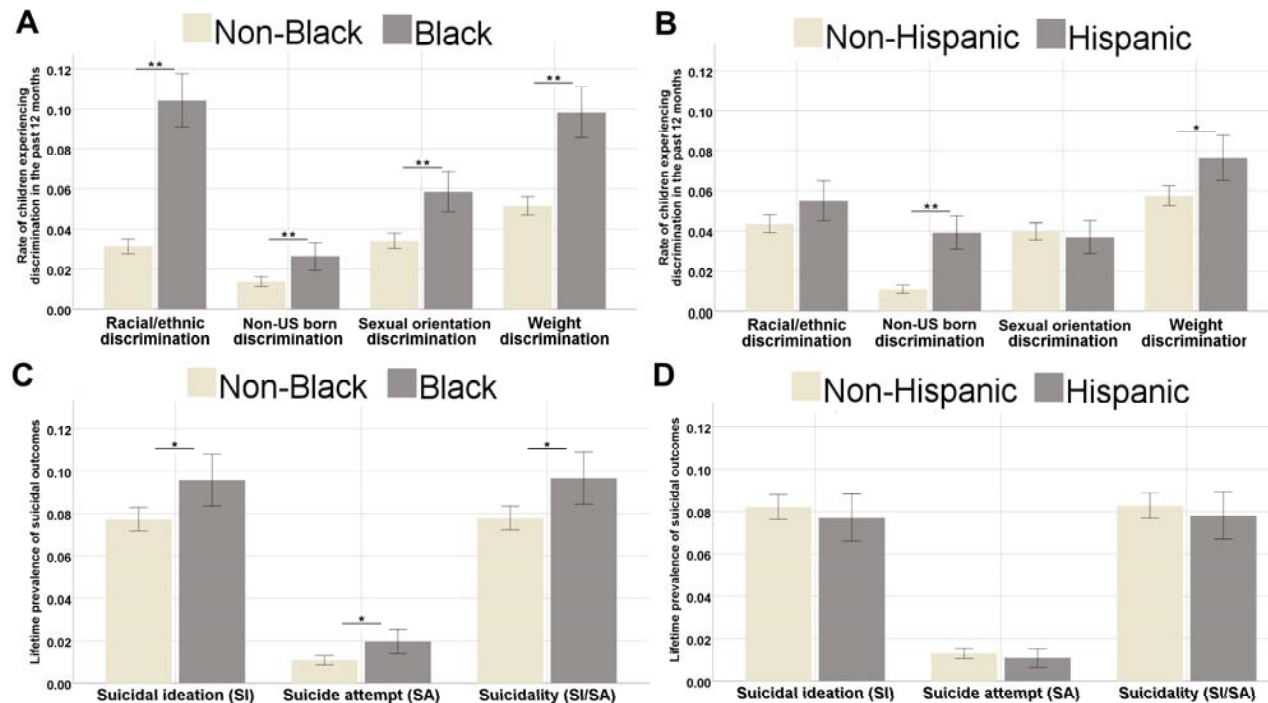 A
Non-Black
Black
Rate of children experiencing
discrimination in the past 12 months
0.12
0.10
0.08
0.06
0.04
0.02
0.00
**
**
**
**
Racial/ethnic
discrimination
Non-US born
discrimination
Sexual orientation
discrimination
Weight
discrimination
B
Non-Hispanic
Hispanic
Rate of children experiencing
discrimination in the past 12 months
0.12
0.10
0.08
0.06
0.04
0.02
0.00
**
*
Racial/ethnic
discrimination
Non-US born
discrimination
Sexual orientation
discrimination
Weight
discrimination
C
Non-Black
Black
Lifetime prevalence of suicidal outcomes
0.12
0.10
0.08
0.06
0.04
0.02
0.00
*
*
*
Suicidal ideation (SI)
Suicide attempt (SA)
Suicidality (SI/SA)
D
Non-Hispanic
Hispanic
Lifetime prevalence of suicidal outcomes
0.12
0.10
0.08
0.06
0.04
0.02
0.00
Suicidal ideation (SI)
Suicide attempt (SA)
Suicidality (SI/SA)